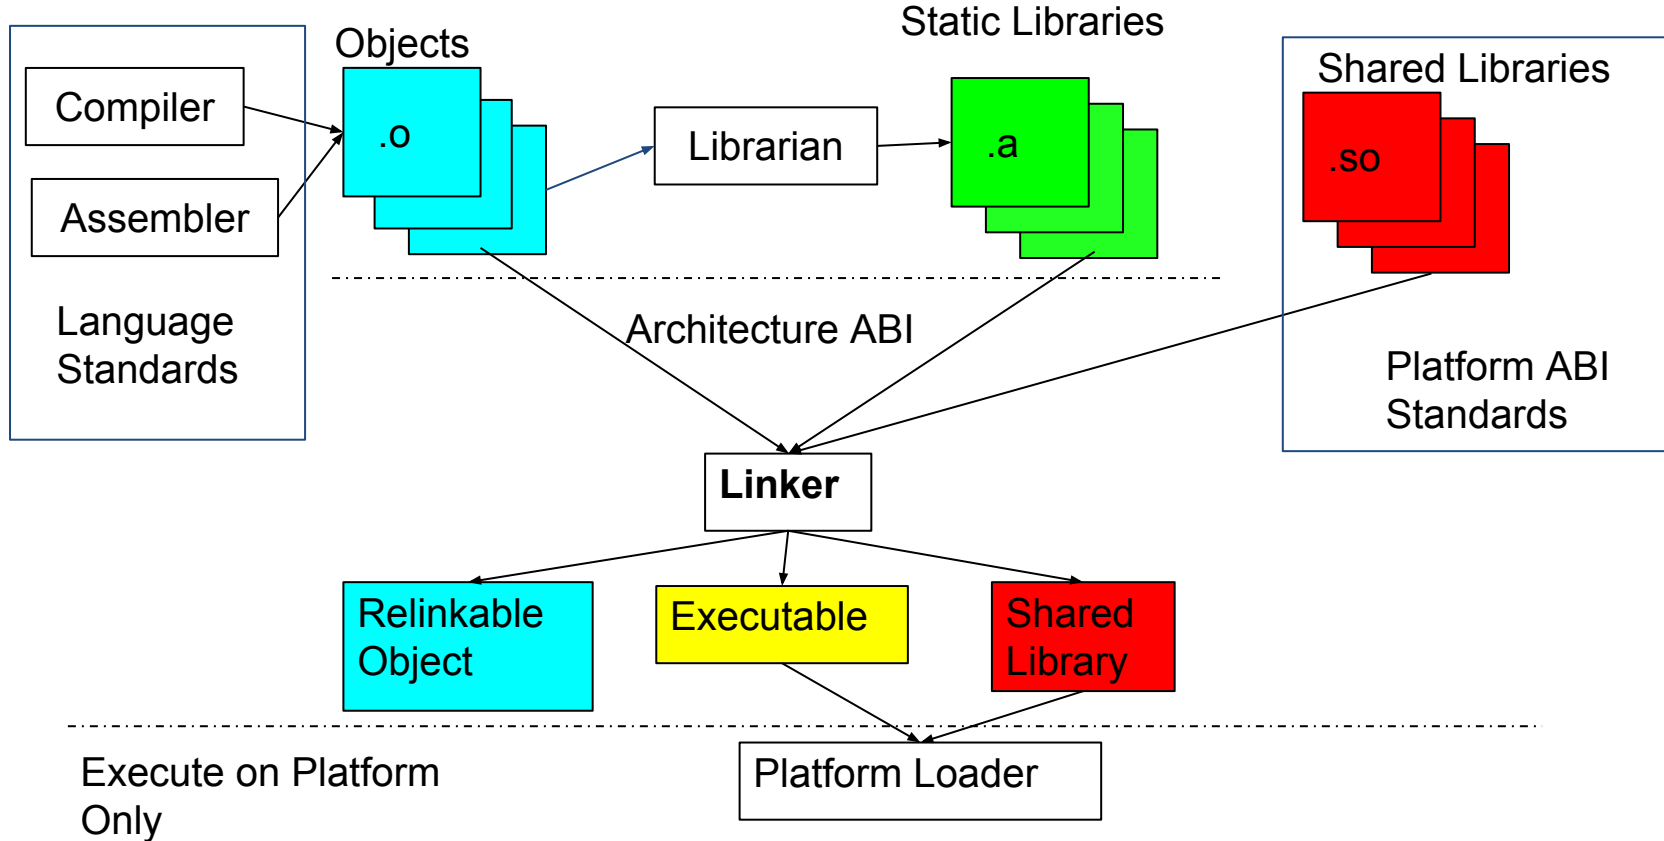 Static Libraries
Objects
Shared Libraries
Compiler
.o
Librarian
.a
.so
Assembler
Language
Standards
Architecture ABI
Platform ABI
Standards
Linker
Relinkable
Object
Executable
Shared
Library
Execute on Platform
Only
Platform Loader